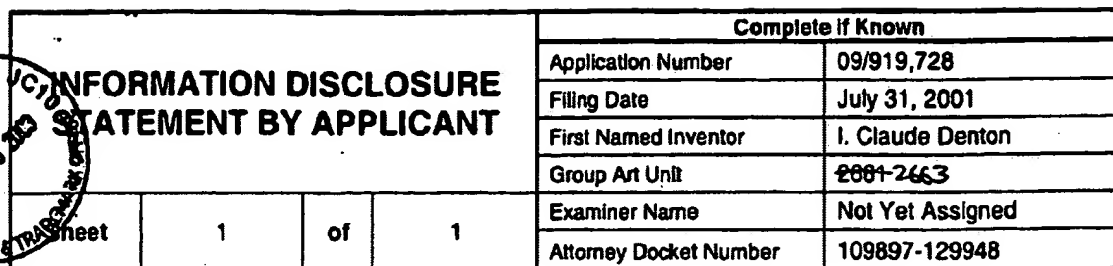 Complete if Known
INFORMATION DISCLOSURE
STATEMENT BY APPLICANT
Application Number 09/919,728
Filing Date July 31, 2001
First Named Inventor I. Claude Denton
Group Art Unit 2663
Examiner Name Not Yet Assigned
Sheet 1 of 1
Attorney Docket Number 109897-129948